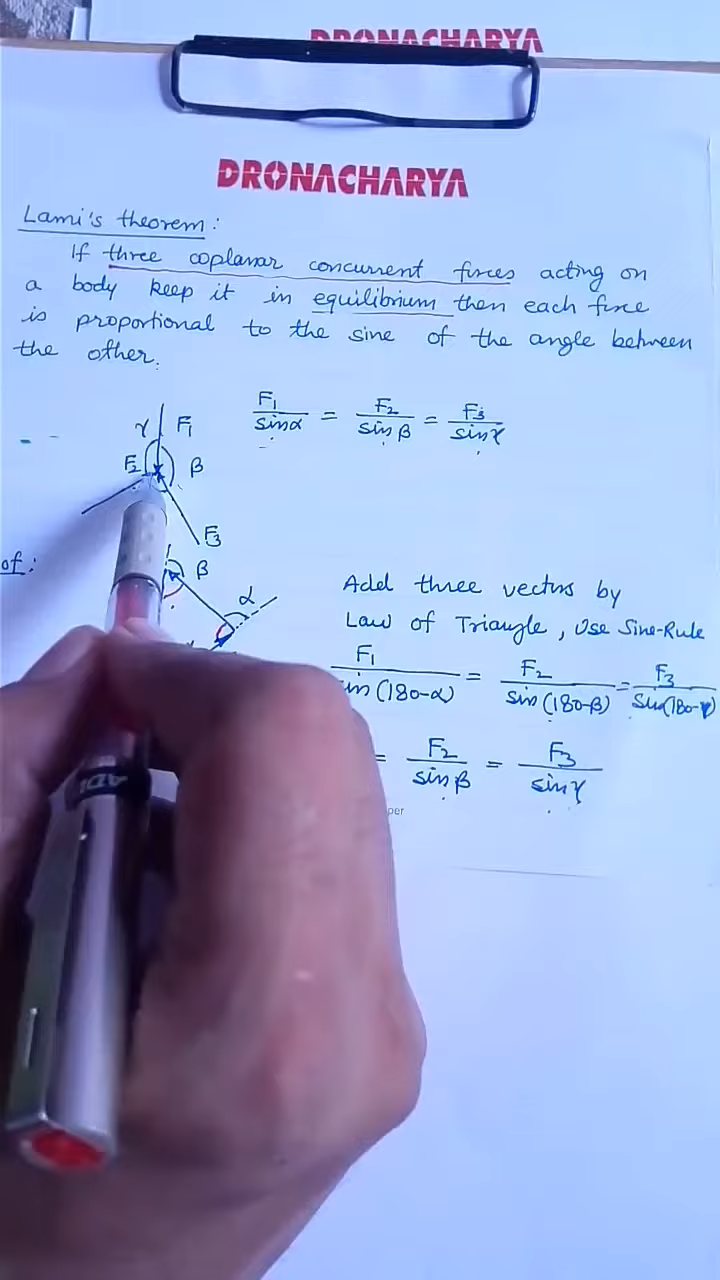 DRONACHARYA
DRONACHARYA
Lami's theorem:
If three coplanar concurrent forces acting on
a body keep it in equilibrium then each force
is proportional to the sine of the angle between
the other.
F₁/sinα = F₂/sinβ = F₃/sinγ
γ F₁
F₂ β
F₃
of:
β
α
Add three vectors by
Law of Triangle, Use Sine-Rule
F₁/sin(180-α) = F₂/sin(180-β) = F₃/Sin(180-γ)
= F₂/sinβ = F₃/sinγ
per